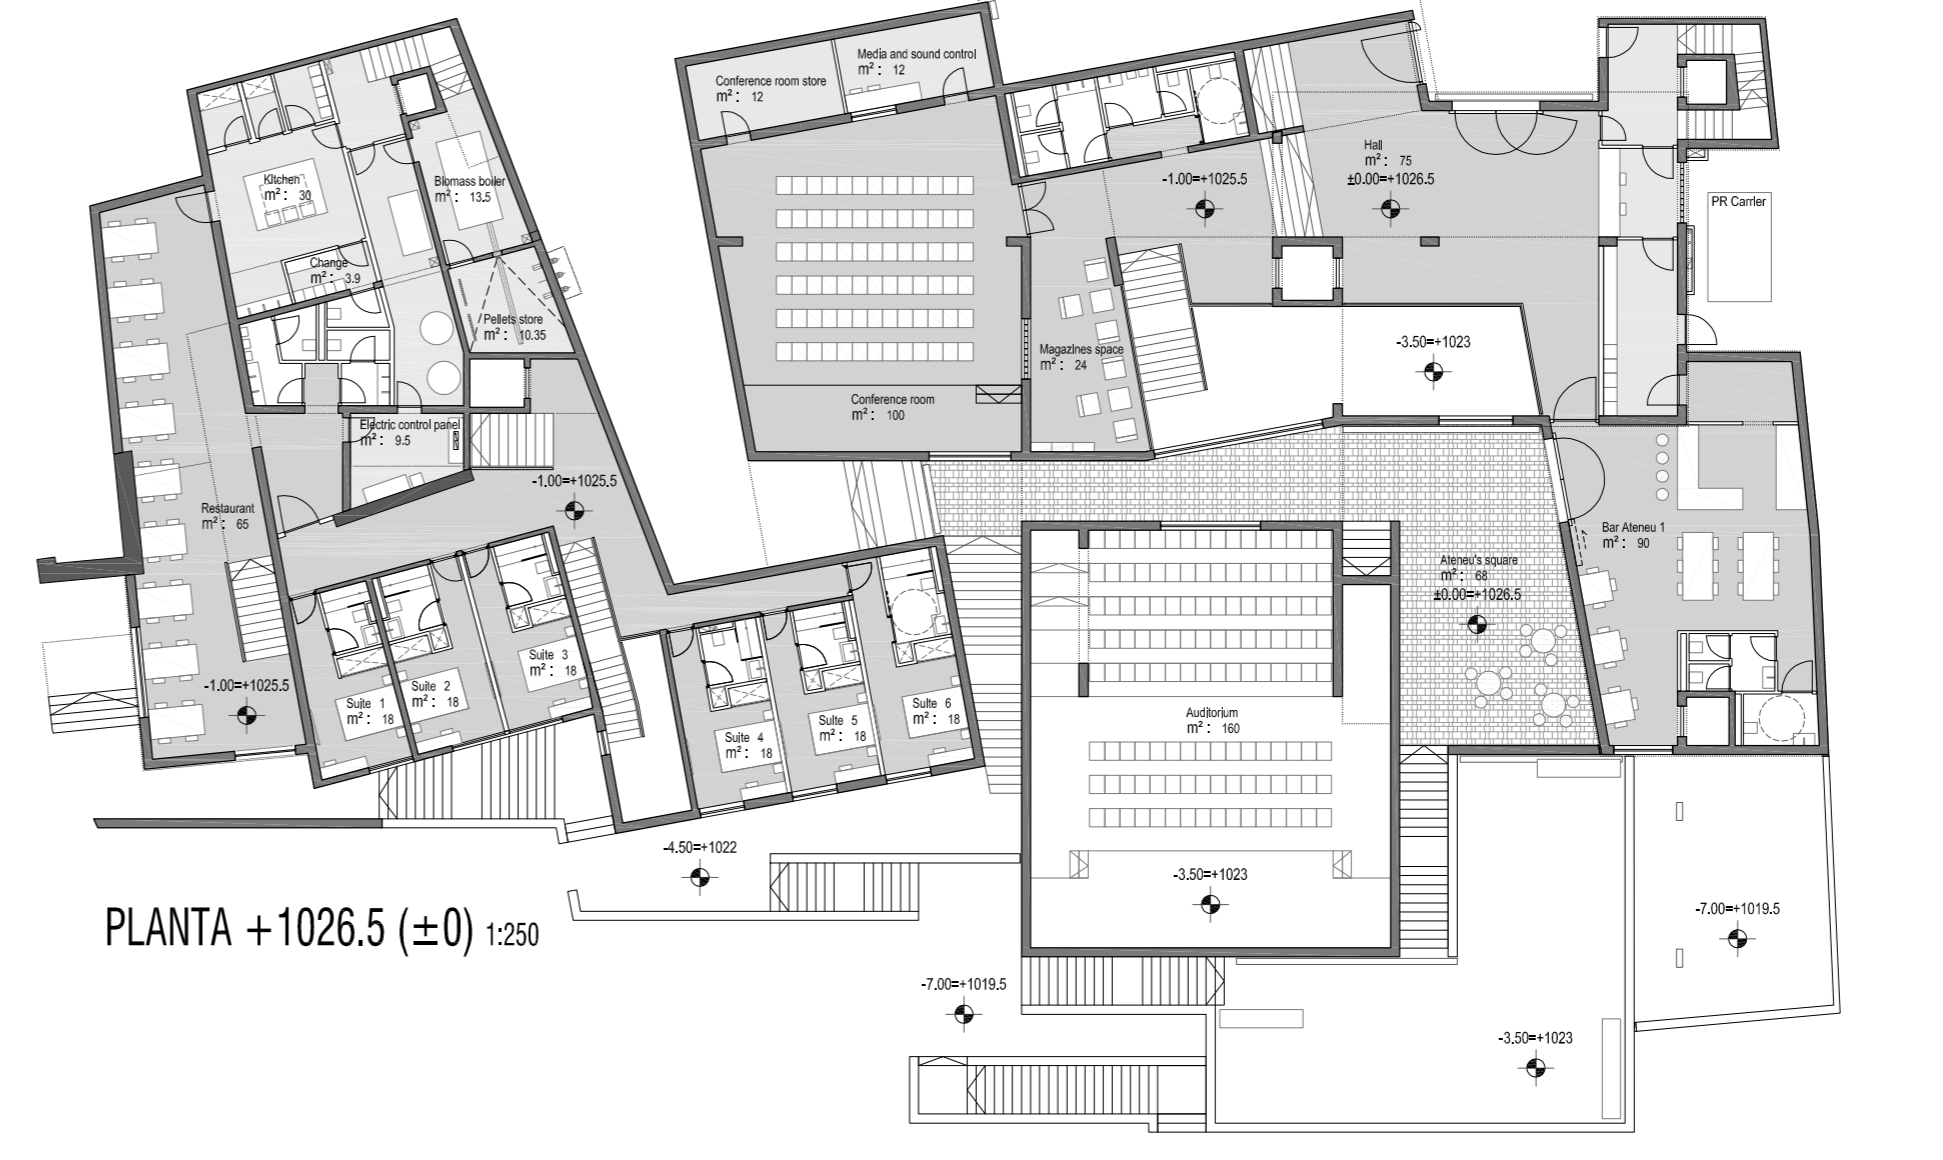 Conference room store
m²: 12
Media and sound control
m²: 12
Hall
m²: 75
±0.00=+1026.5
-1.00=+1025.5
PR Carrier
Kitchen
m²: 30
Biomass boiler
m²: 13.5
Change
m²: 3.9
Pellets store
m²: 10.35
Magazines space
m²: 24
-3.50=+1023
Conference room
m²: 100
Electric control panel
m²: 9.5
-1.00=+1025.5
Restaurant
m²: 65
Bar Ateneu 1
m²: 90
Ateneu's square
m²: 68
±0.00=+1026.5
-1.00=+1025.5
Suite 1
m²: 18
Suite 2
m²: 18
Suite 3
m²: 18
Suite 4
m²: 18
Suite 5
m²: 18
Suite 6
m²: 18
Auditorium
m²: 160
-4.50=+1022
-3.50=+1023
-7.00=+1019.5
PLANTA +1026.5 (±0) 1:250
-7.00=+1019.5
-3.50=+1023